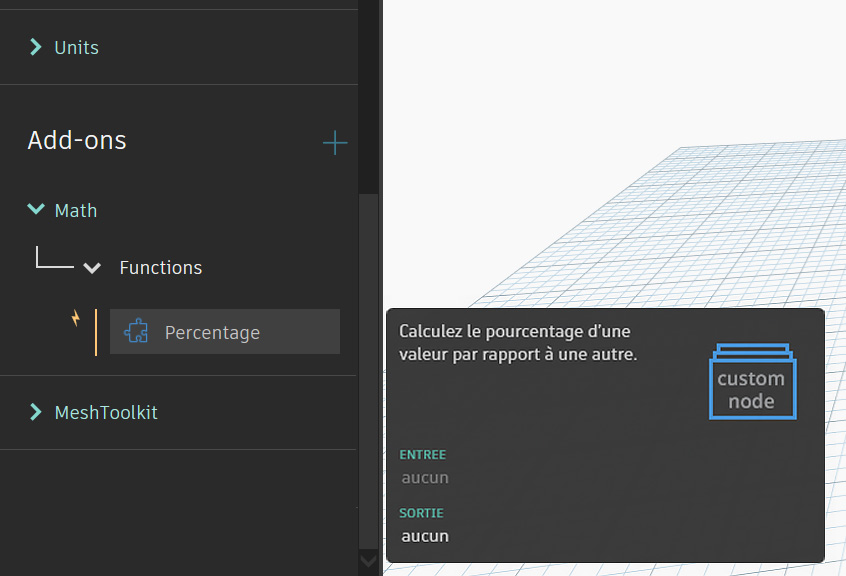 Units
Add-ons
Math
Functions
Percentage
MeshToolkit
Calculez le pourcentage d'une
valeur par rapport à une autre.
custom
node
ENTREE
aucun
SORTIE
aucun